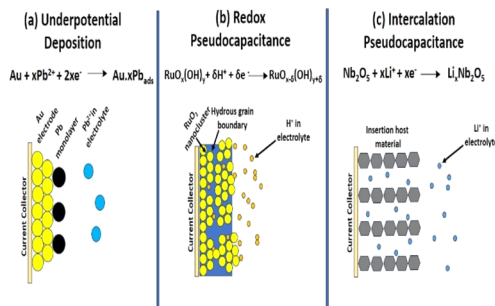 (a) Underpotential
Deposition
Au + xPb²⁺ + 2xe⁻ → Au.xPbads
Au
electrode
Pb
monolayer
Pb²⁺in
electrolyte
Current Collector
(b) Redox
Pseudocapacitance
RuOx(OH)y+ δH⁺ + δe⁻ → RuOx-δ(OH)y+δ
RuOx
nanocluster
Hydrous grain
boundary
H⁺ in
electrolyte
Current Collector
(c) Intercalation
Pseudocapacitance
Nb2O5 + xLi⁺ + xe⁻ → LixNb2O5
Insertion host
material
Li⁺ in
electrolyte
Current Collector